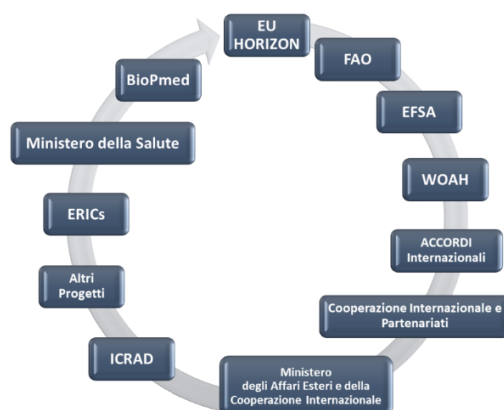 EU
HORIZON
FAO
EFSA
WOAH
ACCORDI
Internazionali
Cooperazione Internazionale e
Partenariati
Ministero
degli Affari Esteri e della
Cooperazione Internazionale
ICRAD
Altri
Progetti
ERICs
Ministero della Salute
BioPmed